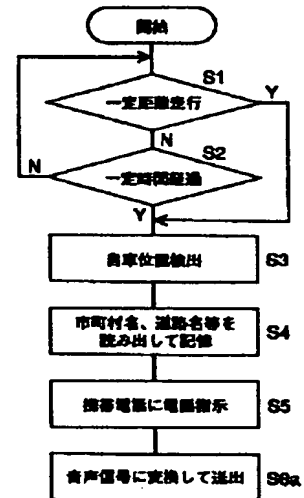 開始
S1
一定距離走行
Y
N
S2
N
一定時間経過
Y
自車位置検出
S3
市町村名、道路名等を
読み出して記憶
S4
携帯電話に電話指示
S5
音声信号に変換して送出
S6a